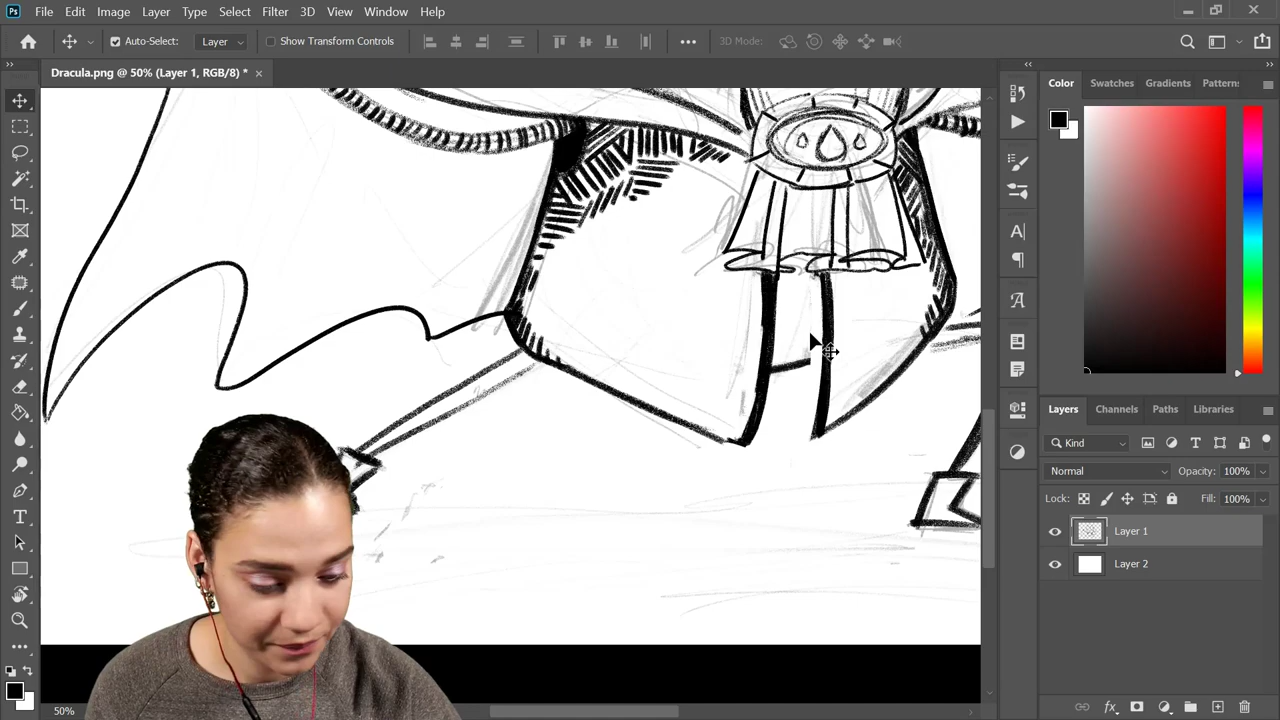 Ps File Edit Image Layer Type Select Filter 3D View Window Help
Auto-Select: Layer Show Transform Controls 3D Mode:
Dracula.png @ 50% (Layer 1, RGB/8) *
Color Swatches Gradients Pattern
Layers Channels Paths Libraries
Kind
Normal Opacity: 100%
Lock: Fill: 100%
Layer 1
Layer 2
50%